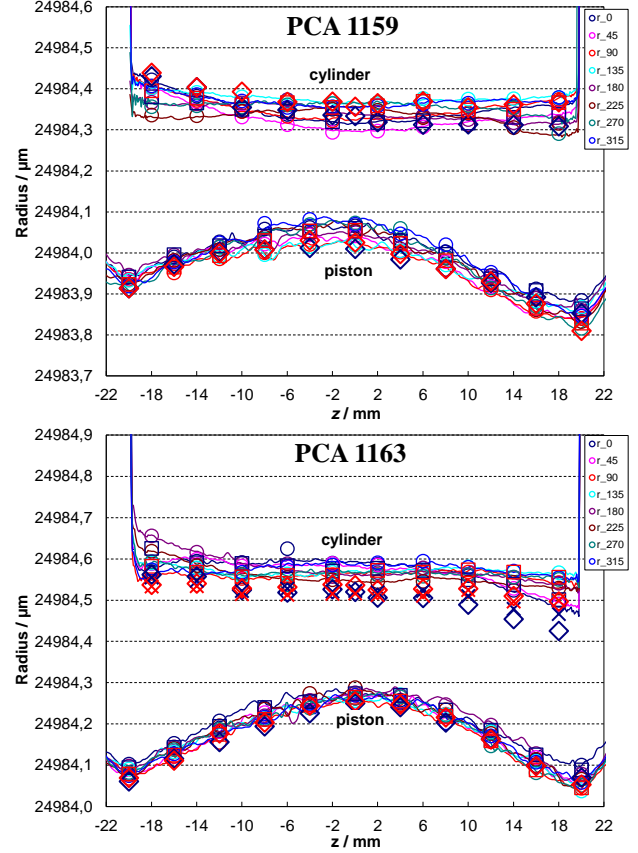 PCA 1159
24984,6
24984,5
24984,4
24984,3
24984,2
24984,1
24984,0
24983,9
24983,8
24983,7
Radius / µm
cylinder
piston
r_0
r_45
r_90
r_135
r_180
r_225
r_270
r_315
-22 -18 -14 -10 -6 -2 2 6 10 14 18 22
z / mm
PCA 1163
24984,9
24984,8
24984,7
24984,6
24984,5
24984,4
24984,3
24984,2
24984,1
24984,0
Radius / µm
cylinder
piston
r_0
r_45
r_90
r_135
r_180
r_225
r_270
r_315
-22 -18 -14 -10 -6 -2 2 6 10 14 18 22
z / mm